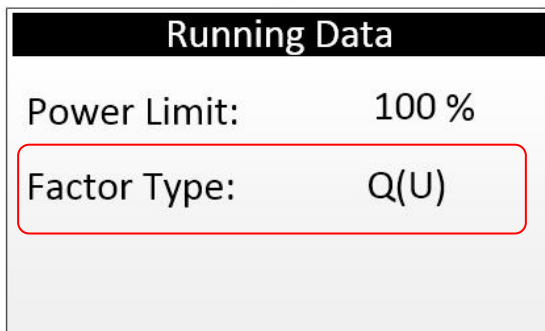 Running Data
Power Limit: 100 %
Factor Type: Q(U)